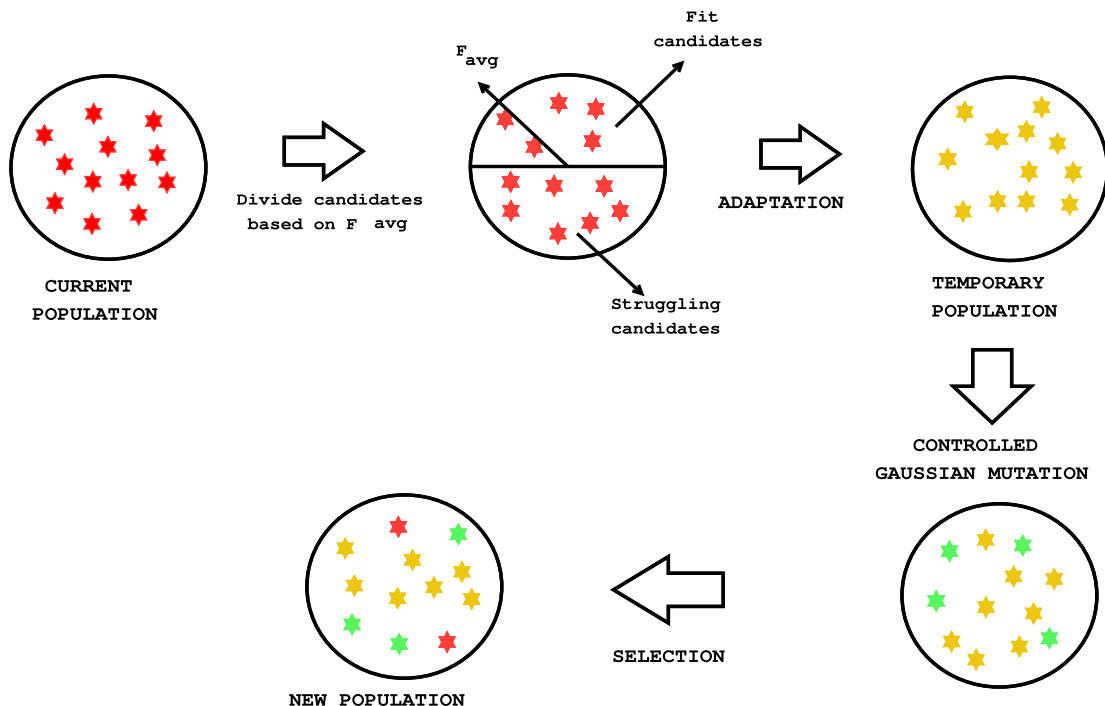 Fit
candidates
F avg
Divide candidates
based on F avg
ADAPTATION
CURRENT
POPULATION
Struggling
candidates
TEMPORARY
POPULATION
CONTROLLED
GAUSSIAN MUTATION
SELECTION
NEW POPULATION